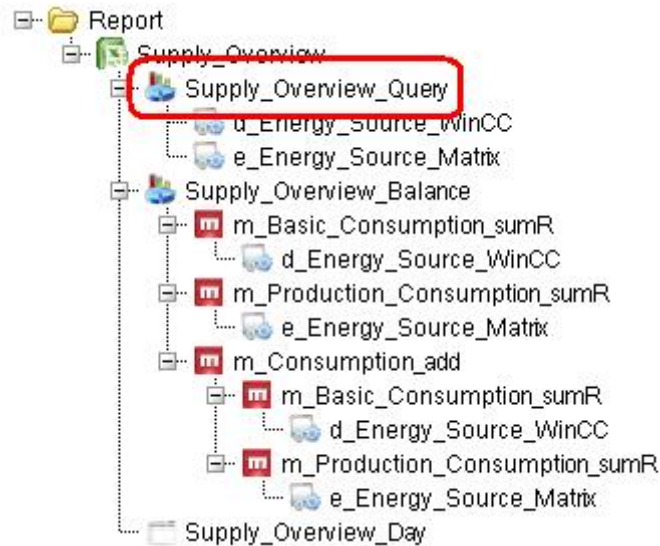 Report
Supply_Overview
Supply_Overview_Query
d_Energy_Source_WinCC
e_Energy_Source_Matrix
Supply_Overview_Balance
m_Basic_Consumption_sumR
d_Energy_Source_WinCC
m_Production_Consumption_sumR
e_Energy_Source_Matrix
m_Consumption_add
m_Basic_Consumption_sumR
d_Energy_Source_WinCC
m_Production_Consumption_sumR
e_Energy_Source_Matrix
Supply_Overview_Day